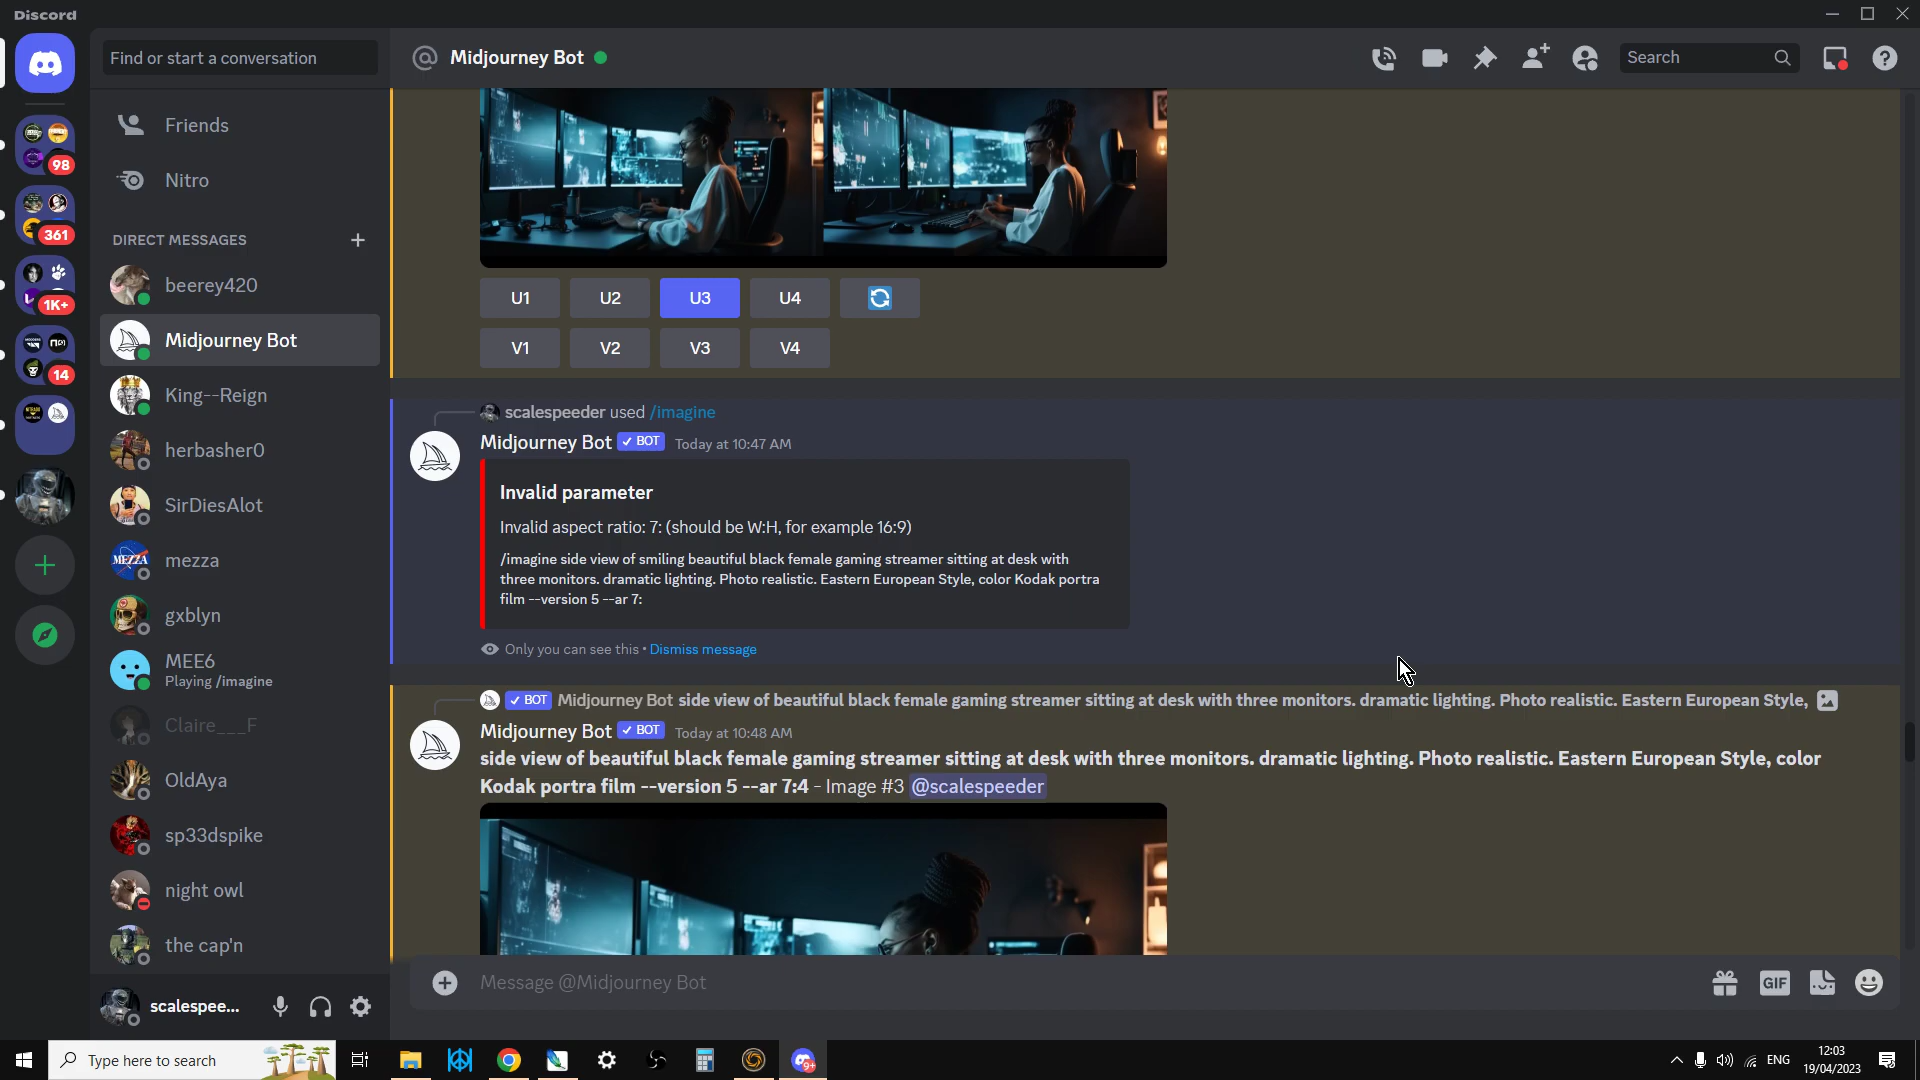 Discord
Find or start a conversation
Midjourney Bot
Search
Friends
Nitro
98
361
1K+
14
DIRECT MESSAGES
beerey420
Midjourney Bot
King--Reign
herbasher0
SirDiesAlot
mezza
gxblyn
MEE6
Playing /imagine
Claire___F
OldAya
sp33dspike
night owl
the cap'n
scalespee...
U1 U2 U3 U4
V1 V2 V3 V4
scalespeeder used /imagine
Midjourney Bot BOT Today at 10:47 AM
Invalid parameter
Invalid aspect ratio: 7: (should be W:H, for example 16:9)
/imagine side view of smiling beautiful black female gaming streamer sitting at desk with
three monitors. dramatic lighting. Photo realistic. Eastern European Style, color Kodak portra
film --version 5 --ar 7:
Only you can see this • Dismiss message
BOT Midjourney Bot side view of beautiful black female gaming streamer sitting at desk with three monitors. dramatic lighting. Photo realistic. Eastern European Style,
Midjourney Bot BOT Today at 10:48 AM
side view of beautiful black female gaming streamer sitting at desk with three monitors. dramatic lighting. Photo realistic. Eastern European Style, color
Kodak portra film --version 5 --ar 7:4 - Image #3 @scalespeeder
Message @Midjourney Bot
GIF
Type here to search
9+
ENG
12:03
19/04/2023